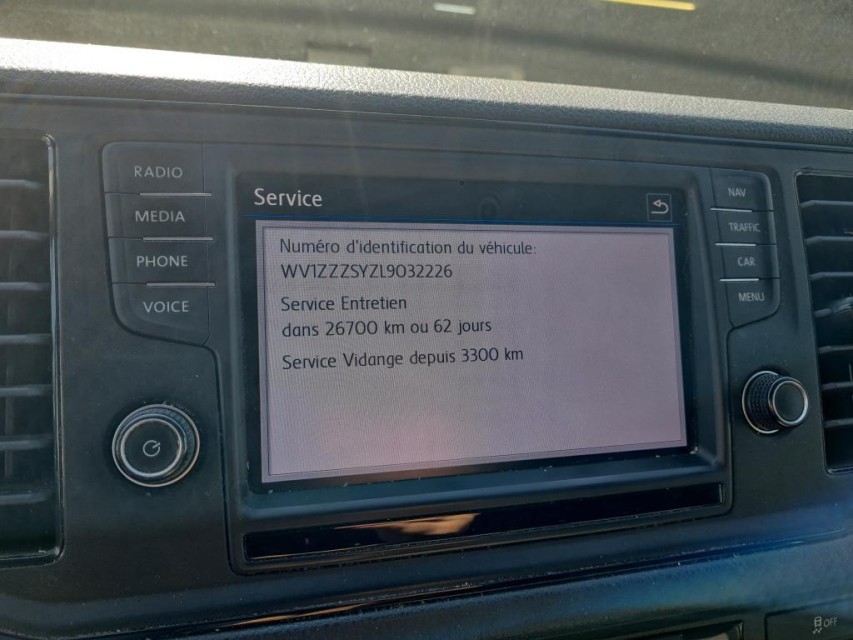 Service
Numéro d'identification du véhicule:
WV1ZZZSYZL9032226
Service Entretien
dans 26700 km ou 62 jours
Service Vidange depuis 3300 km
RADIO
MEDIA
PHONE
VOICE
NAV
TRAFFIC
CAR
MENU
OFF